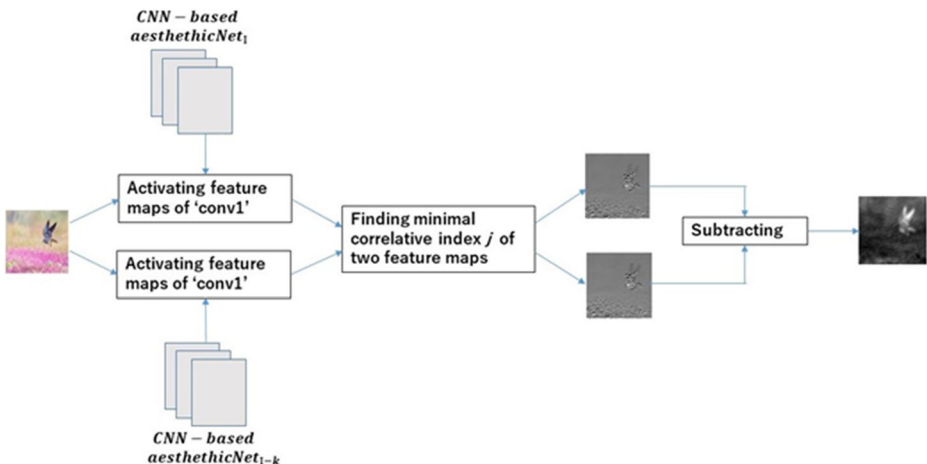 CNN − based
aesthethicNet₁
Activating feature
maps of ‘conv1’
Finding minimal
correlative index j of
two feature maps
Subtracting
Activating feature
maps of ‘conv1’
CNN − based
aesthethicNet₁₋ₖ